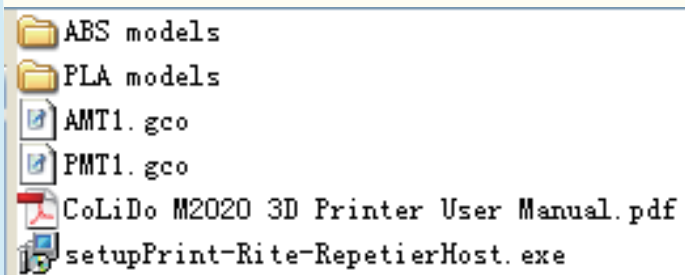 ABS models
PLA models
AMT1.gco
PMT1.gco
CoLiDo M2020 3D Printer User Manual.pdf
setupPrint-Rite-RepetierHost.exe